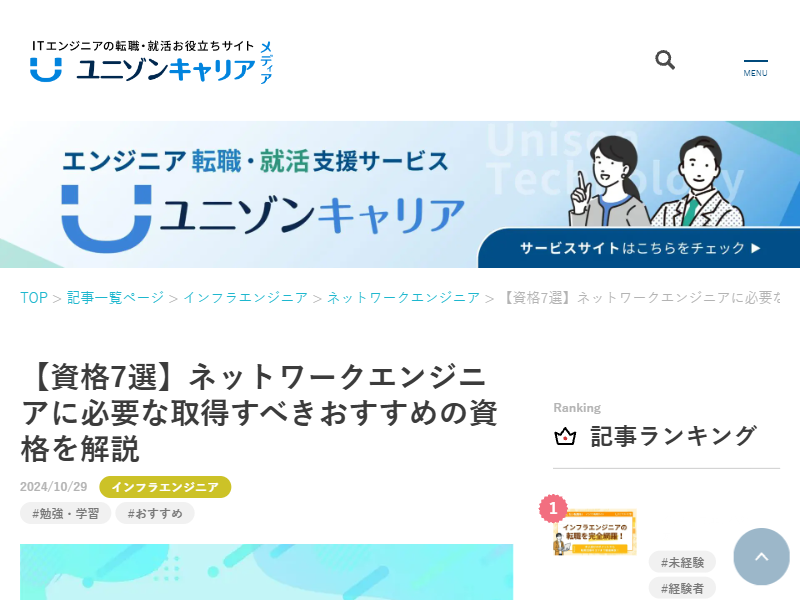 ITエンジニアの転職・就活お役立ちサイト
ユニゾンキャリア
メディア
MENU
Unison
Technology
エンジニア転職・就活支援サービス
ユニゾンキャリア
サービスサイトはこちらをチェック ▶
TOP > 記事一覧ページ > インフラエンジニア > ネットワークエンジニア > 【資格7選】ネットワークエンジニアに必要な
【資格7選】ネットワークエンジニ
アに必要な取得すべきおすすめの資
格を解説
2024/10/29 インフラエンジニア
#勉強・学習 #おすすめ
Ranking
記事ランキング
1
インフラエンジニアの
転職を完全網羅！
#未経験
#経験者